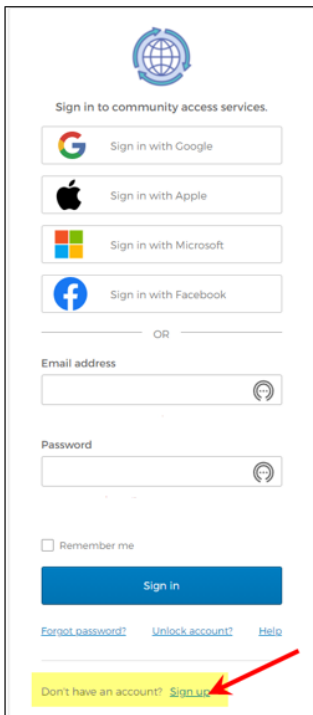 Sign in to community access services.
Sign in with Google
Sign in with Apple
Sign in with Microsoft
Sign in with Facebook
OR
Email address
Password
Remember me
Sign in
Forgot password? Unlock account? Help
Don't have an account? Sign up